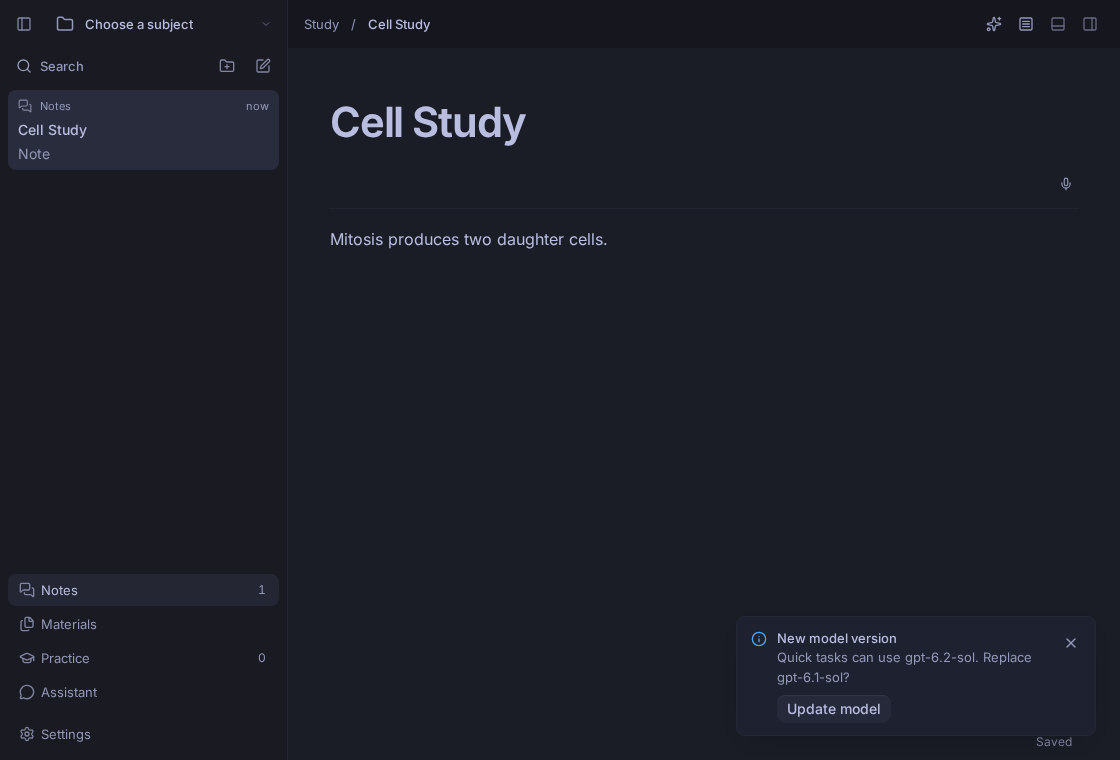 Choose a subject
Study / Cell Study
Search
Notes now
Cell Study
Note
Cell Study
Mitosis produces two daughter cells.
Notes 1
Materials
Practice 0
Assistant
Settings
New model version
Quick tasks can use gpt-6.2-sol. Replace
gpt-6.1-sol?
Update model
Saved